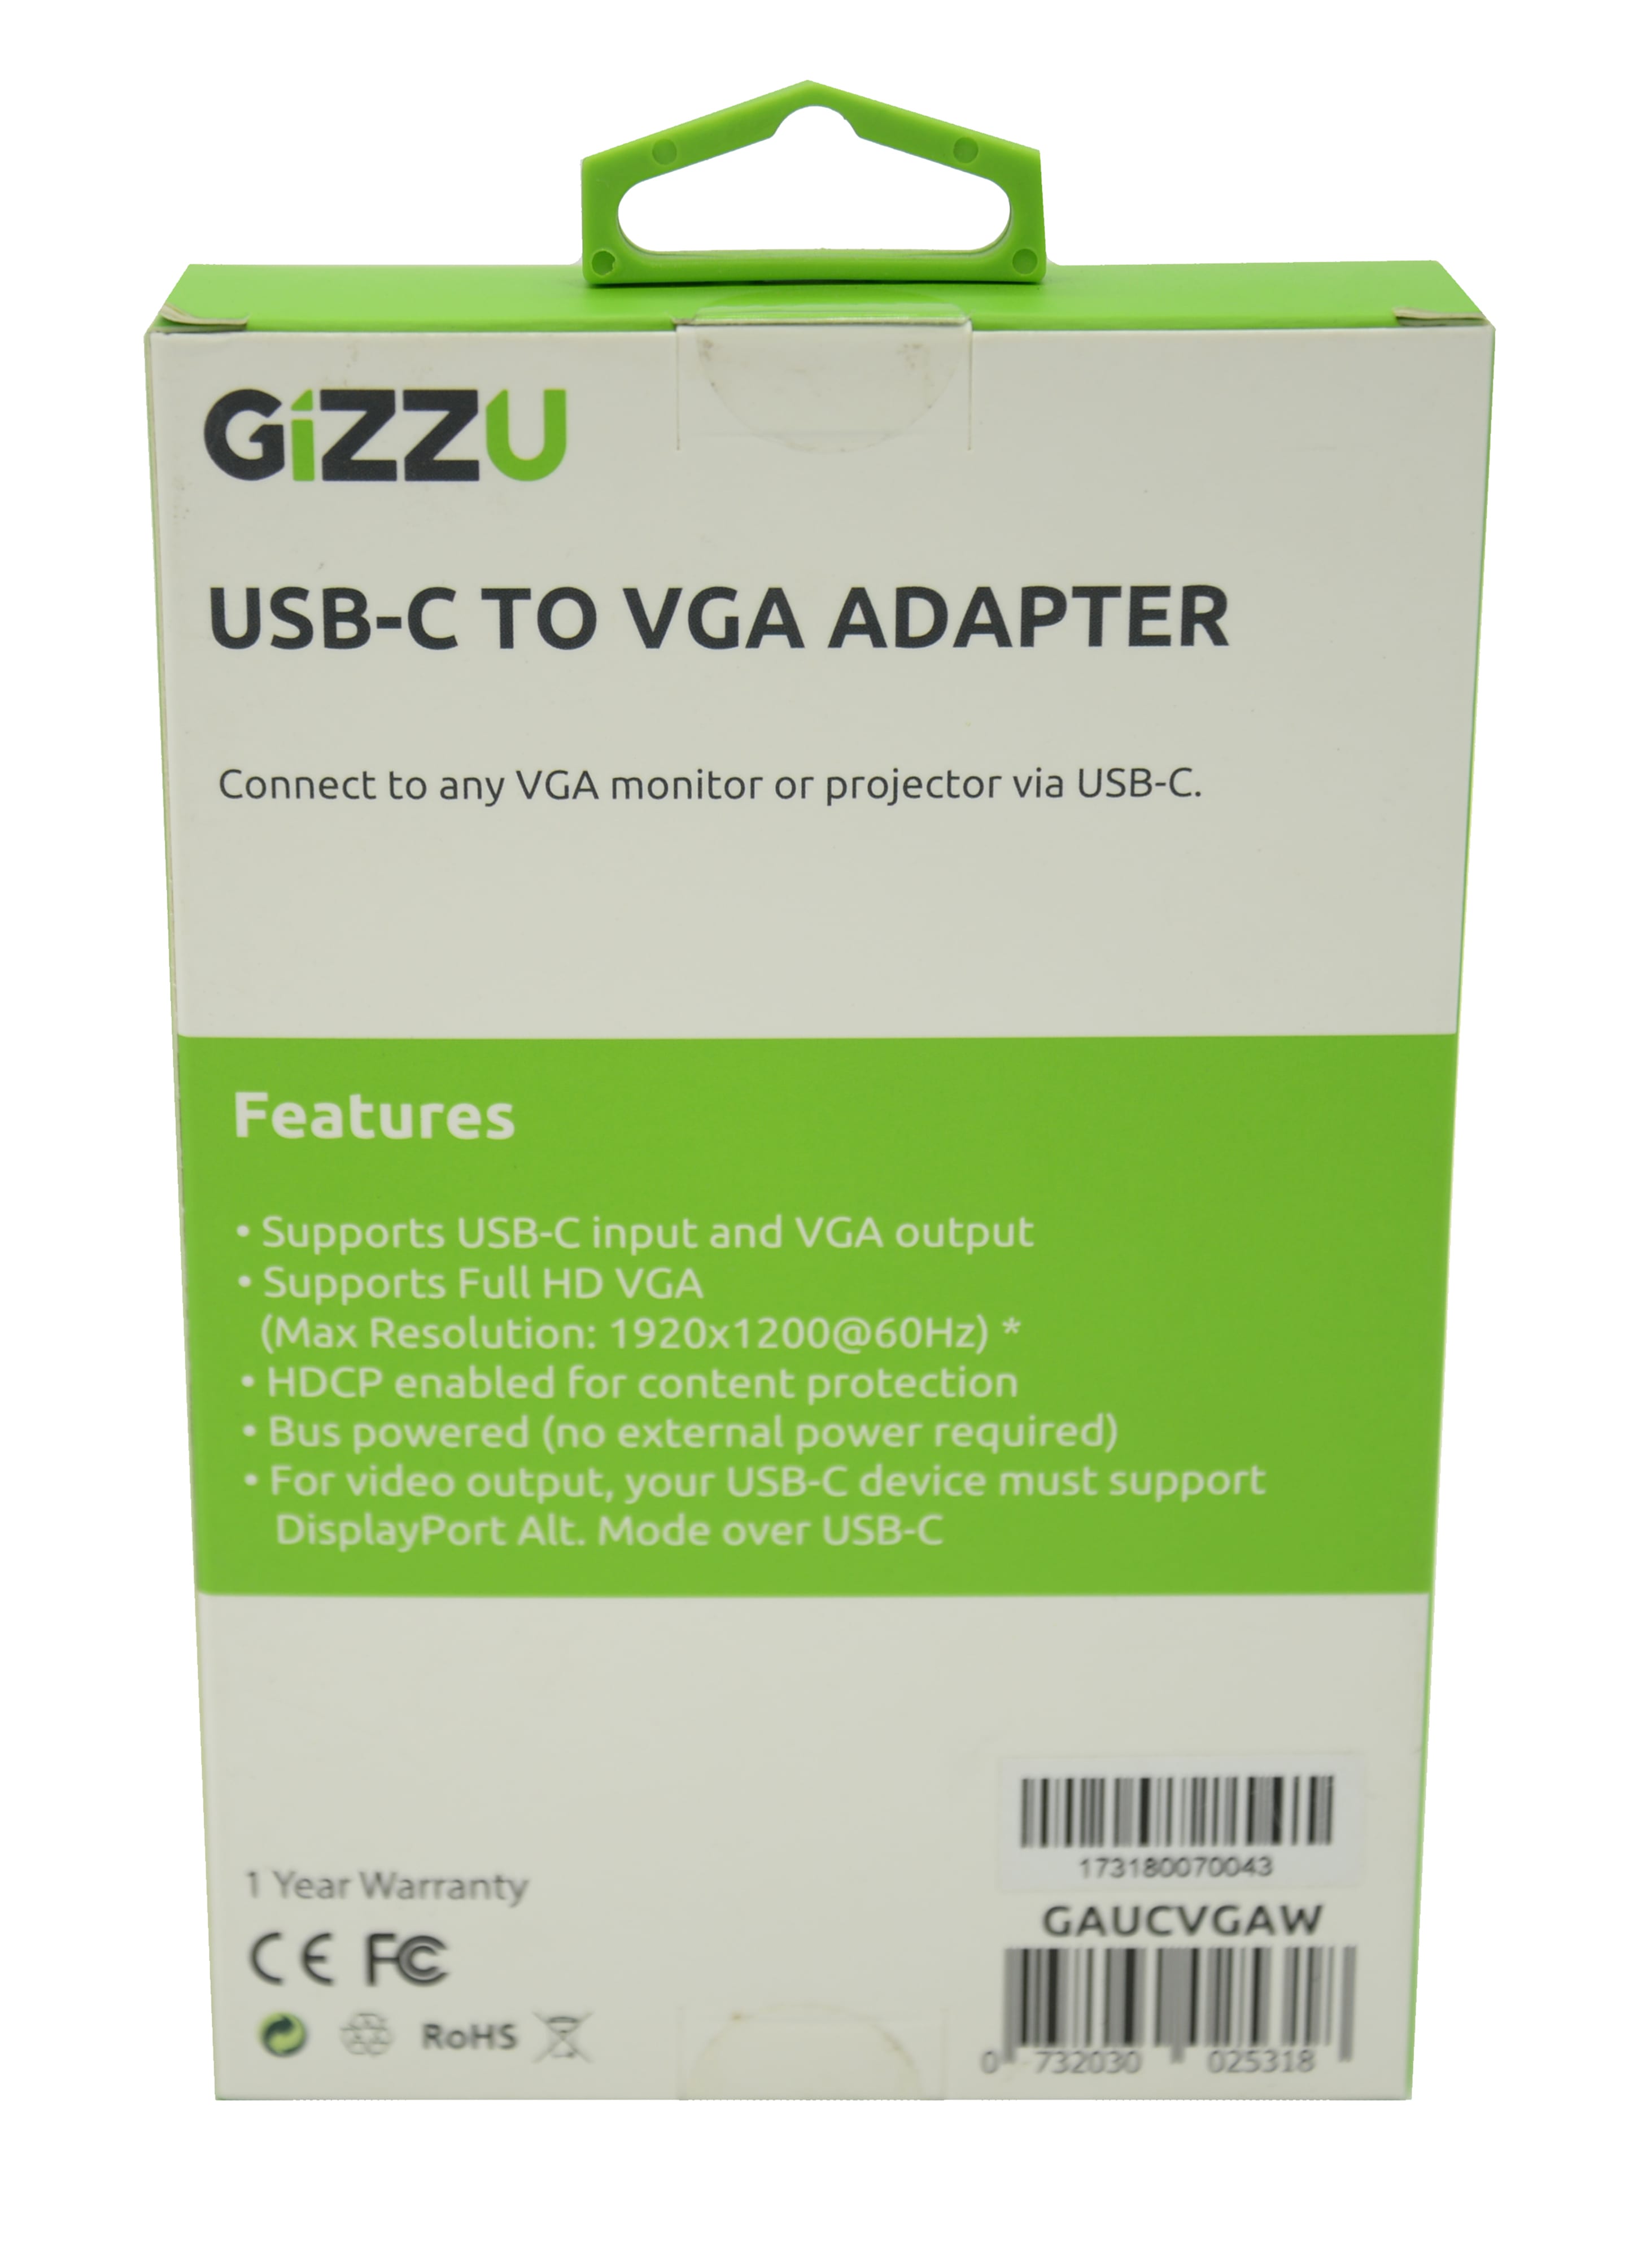 GiZZU
USB-C TO VGA ADAPTER
Connect to any VGA monitor or projector via USB-C.
Features
• Supports USB-C input and VGA output
• Supports Full HD VGA
(Max Resolution: 1920x1200@60Hz) *
• HDCP enabled for content protection
• Bus powered (no external power required)
• For video output, your USB-C device must support
DisplayPort Alt. Mode over USB-C
173180070043
1 Year Warranty
GAUCVGAW
CE FC
RoHS
0 732030 025318